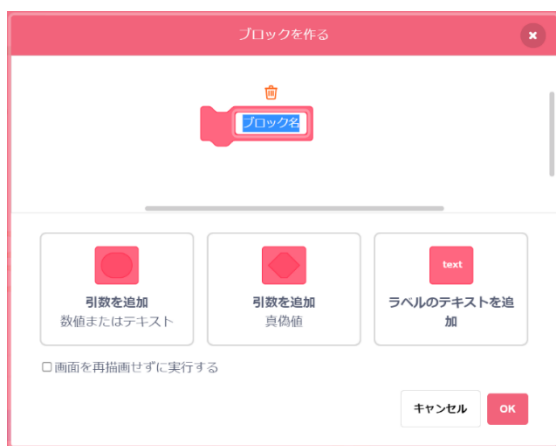 ブロックを作る
ブロック名
text
引数を追加
数値またはテキスト
引数を追加
真偽値
ラベルのテキストを追
加
画面を再描画せずに実行する
キャンセル
OK